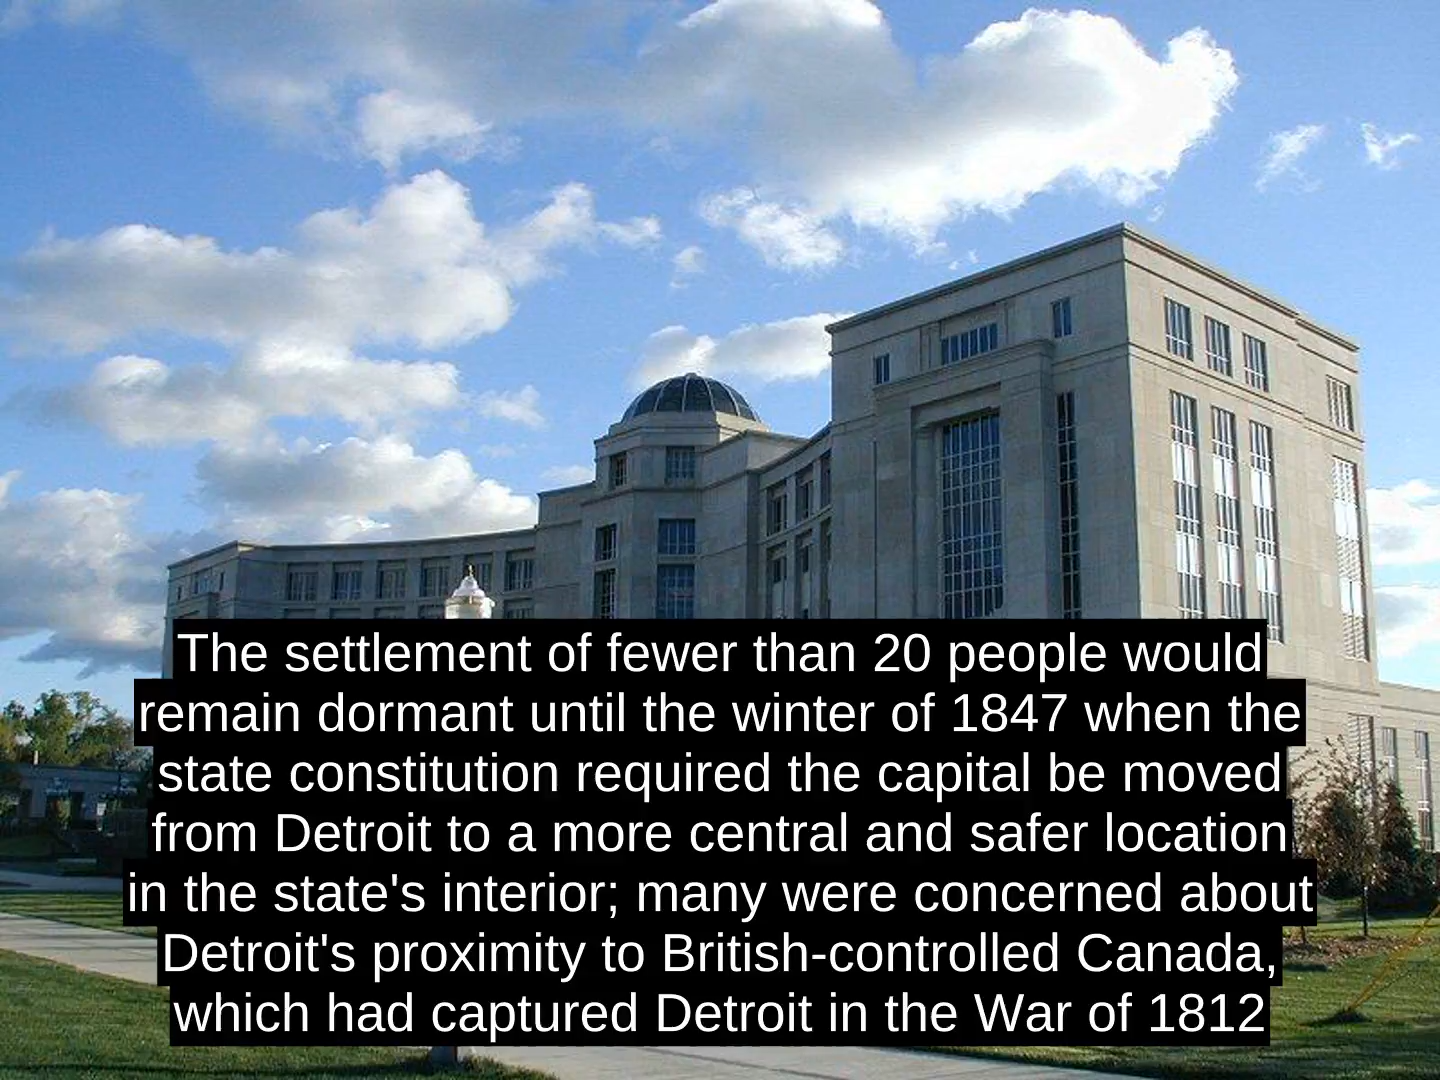 The settlement of fewer than 20 people would
remain dormant until the winter of 1847 when the
state constitution required the capital be moved
from Detroit to a more central and safer location
in the state's interior; many were concerned about
Detroit's proximity to British-controlled Canada,
which had captured Detroit in the War of 1812